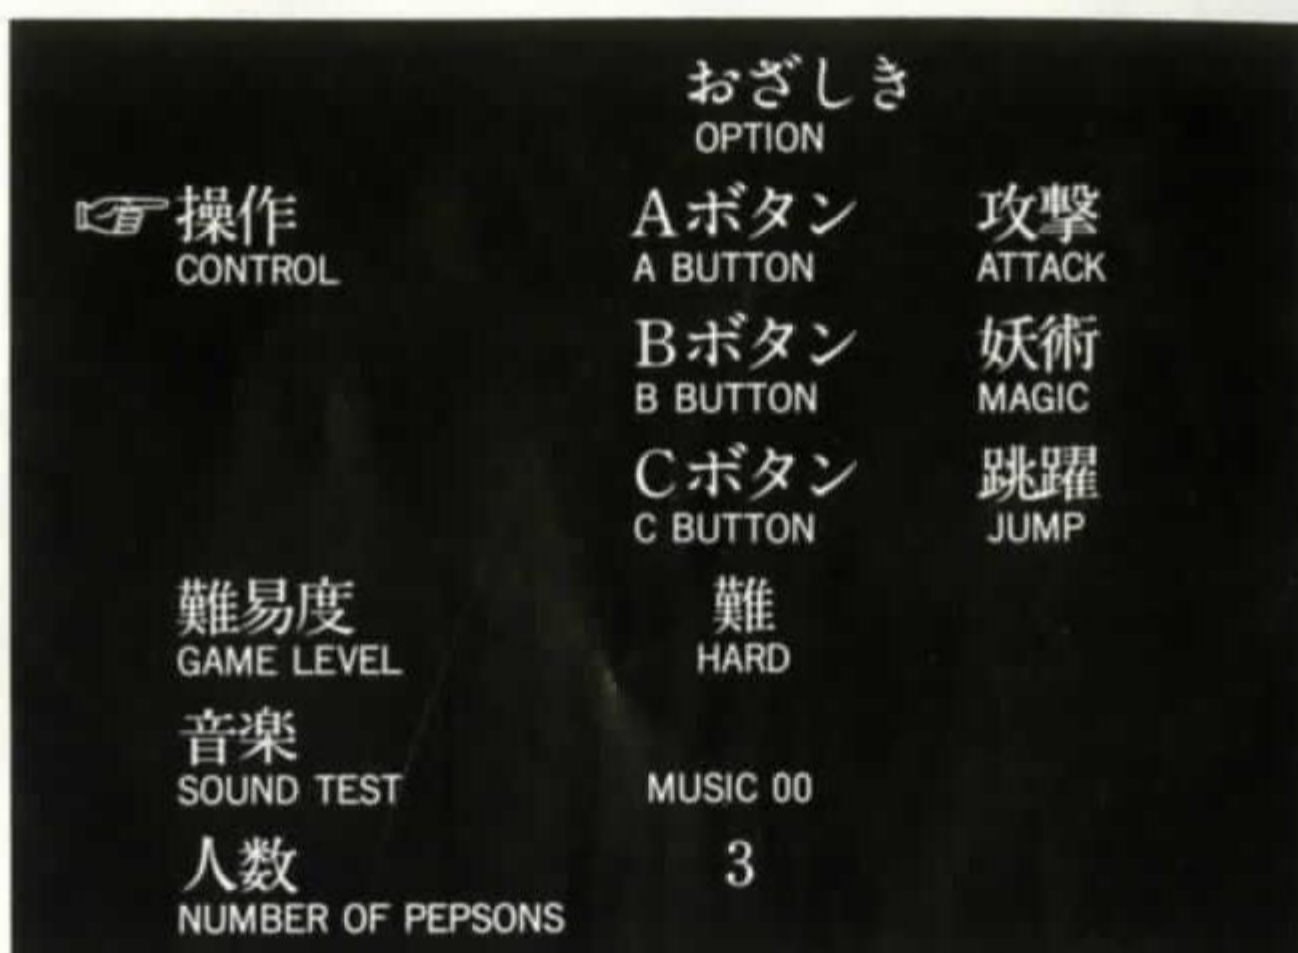 おざしき
OPTION
☞操作 Aボタン 攻撃
CONTROL A BUTTON ATTACK
Bボタン 妖術
B BUTTON MAGIC
Cボタン 跳躍
C BUTTON JUMP
難易度 難
GAME LEVEL HARD
音楽
SOUND TEST MUSIC 00
人数 3
NUMBER OF PEPSONS